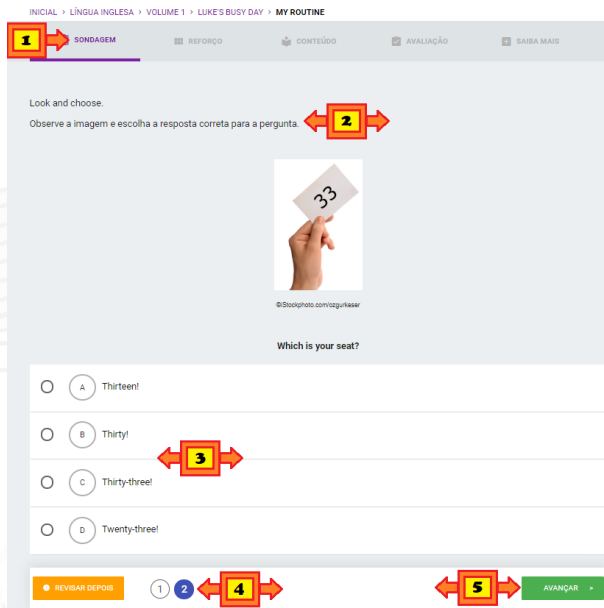 INICIAL > LÍNGUA INGLESA > VOLUME 1 > LUKE'S BUSY DAY > MY ROUTINE
1 SONDAGEM REFORÇO CONTEÚDO AVALIAÇÃO SAIBA MAIS
Look and choose.
Observe a imagem e escolha a resposta correta para a pergunta. 2
33
©iStockphoto.com/ozgurkeser
Which is your seat?
A Thirteen!
B Thirty!
3
C Thirty-three!
D Twenty-three!
REVISAR DEPOIS 1 2 4 5 AVANÇAR >